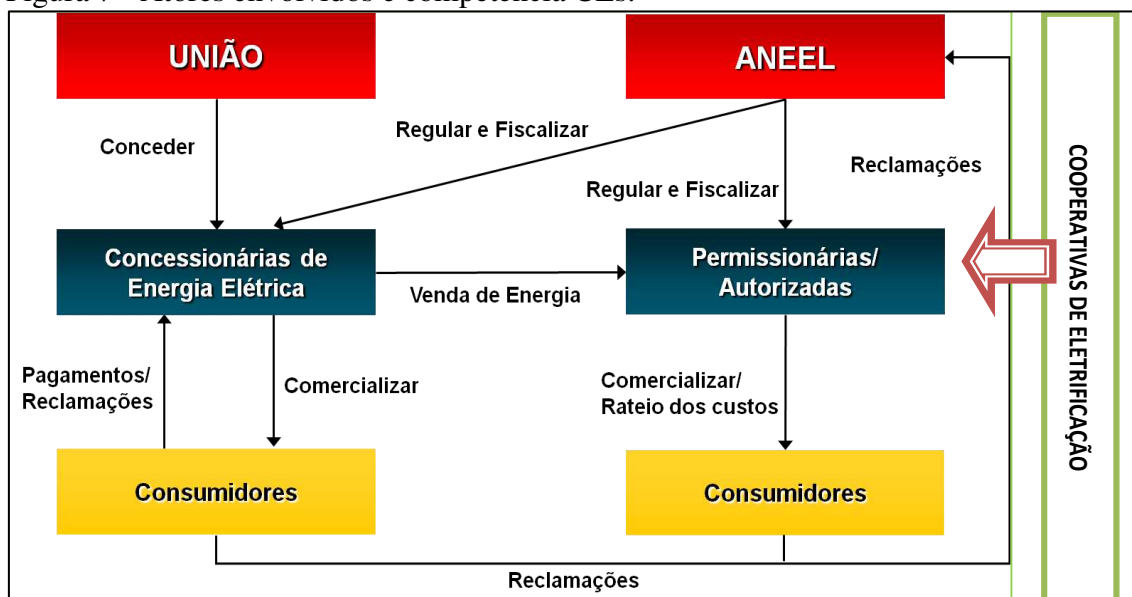 Figura - Atores envolvidos e competência CEs.
UNIÃO
ANEEL
Conceder
Regular e Fiscalizar
Regular e Fiscalizar
Reclamações
Concessionárias de
Energia Elétrica
Venda de Energia
Permissionárias/
Autorizadas
Pagamentos/
Reclamações
Comercializar
Comercializar/
Rateio dos custos
Consumidores
Consumidores
Reclamações
COOPERATIVAS DE ELETRIFICAÇÃO